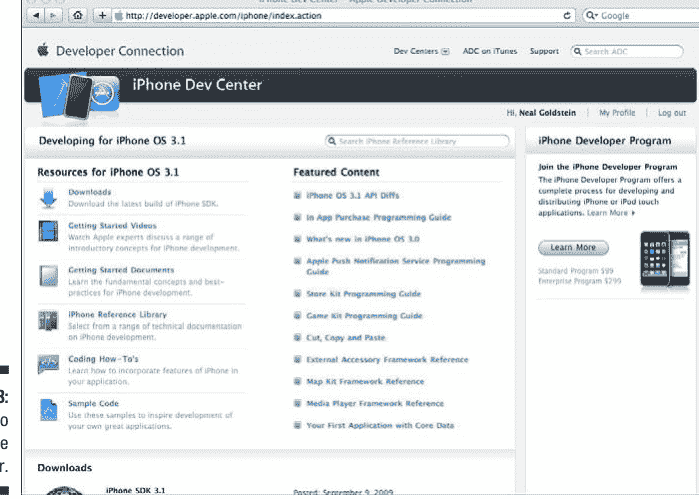 iPhone Dev Center - Apple Developer Connection
http://developer.apple.com/iphone/index.action
Google
Developer Connection
Dev Centers
ADC on iTunes
Support
Search ADC
iPhone Dev Center
Hi, Neal Goldstein
My Profile
Log out
Developing for iPhone OS 3.1
Search iPhone Reference Library
Resources for iPhone OS 3.1
Downloads
Download the latest build of iPhone SDK.
Getting Started Videos
Watch Apple experts discuss a range of
introductory concepts for iPhone development.
Getting Started Documents
Learn the fundamental concepts and best-
practices for iPhone development.
iPhone Reference Library
Select from a range of technical documentation
on iPhone development.
Coding How-To's
Learn how to incorporate features of iPhone in
your application.
Sample Code
Use these samples to inspire development of
your own great applications.
Featured Content
iPhone OS 3.1 API Diffs
In App Purchase Programming Guide
What's new in iPhone OS 3.0
Apple Push Notification Service Programming
Guide
Store Kit Programming Guide
Game Kit Programming Guide
Cut, Copy and Paste
External Accessory Framework Reference
Map Kit Framework Reference
Media Player Framework Reference
Your First Application with Core Data
iPhone Developer Program
Join the iPhone Developer Program
The iPhone Developer Program offers a
complete process for developing and
distributing iPhone or iPod touch
applications. Learn More
Learn More
Standard Program $99
Enterprise Program $299
Downloads
iPhone SDK 3.1
Posted: September 9, 2009
3:
o
e
r.